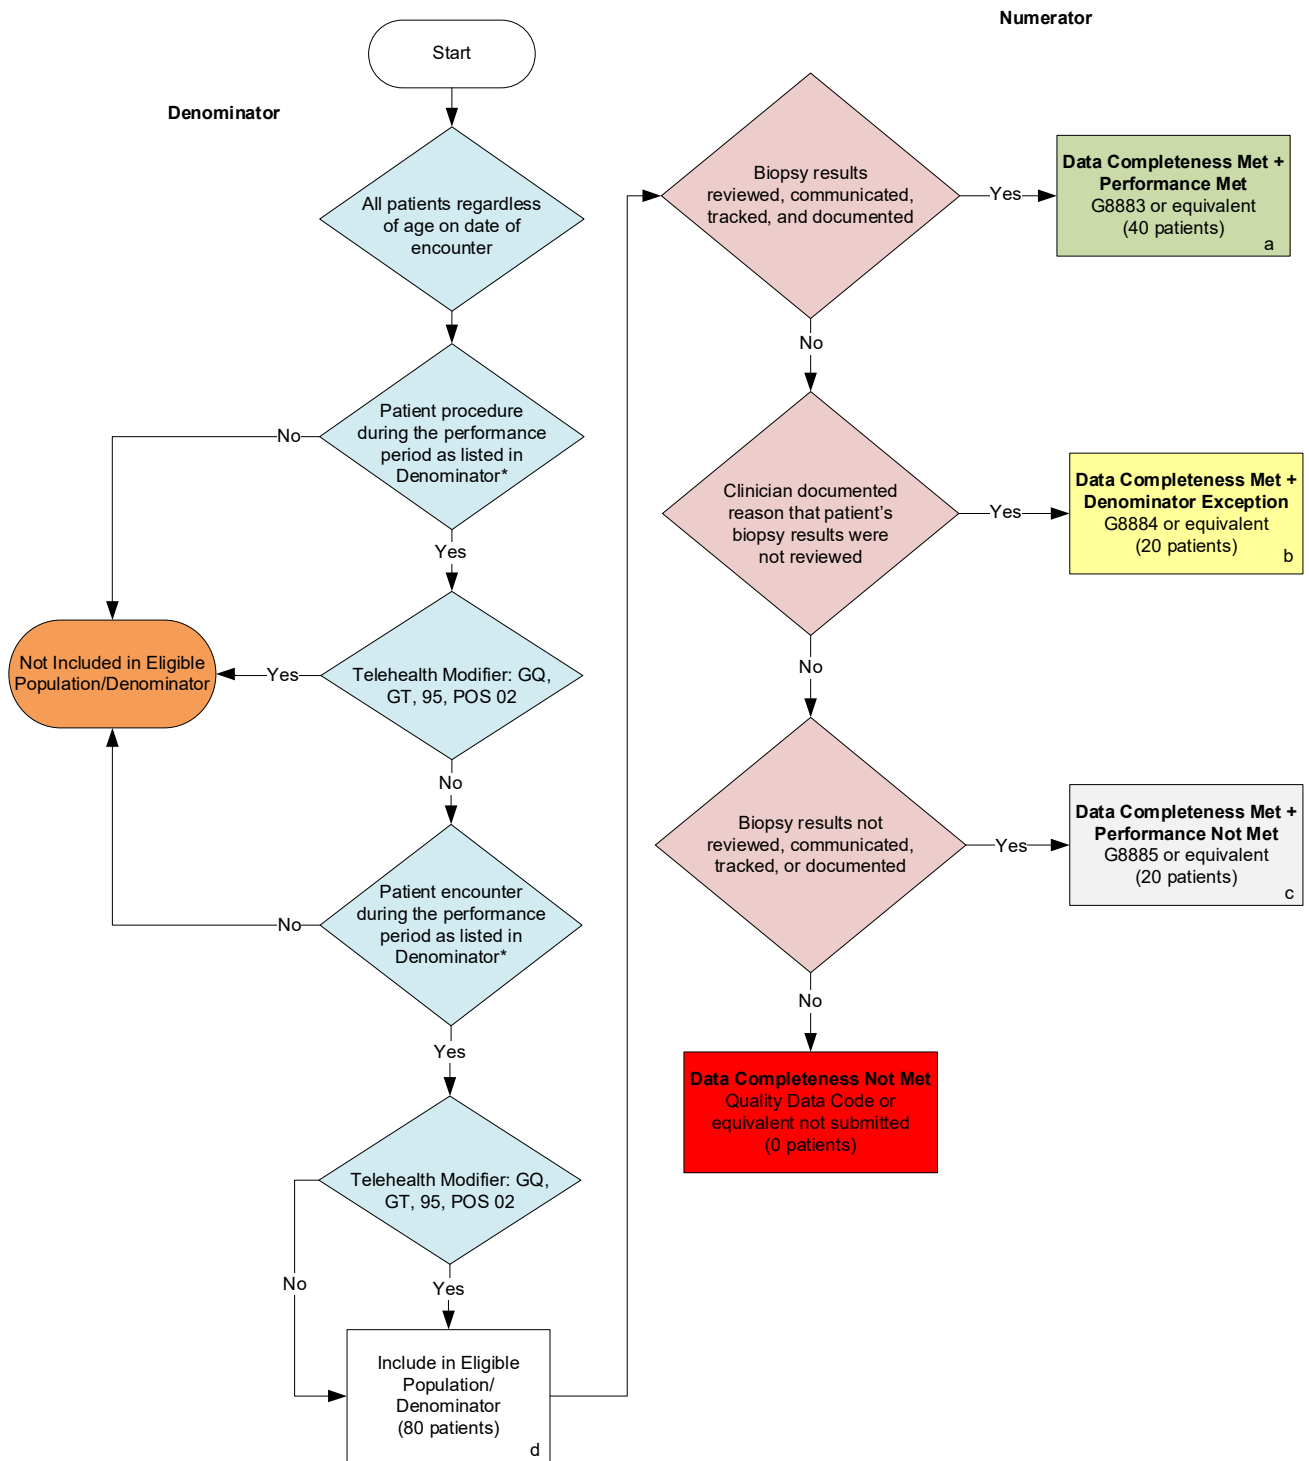 Numerator
Start
Denominator
All patients regardless
of age on date of
encounter
Patient procedure
during the performance
period as listed in
Denominator*
No
Yes
Not Included in Eligible
Population/Denominator
Yes
Telehealth Modifier: GQ,
GT, 95, POS 02
No
Patient encounter
during the performance
period as listed in
Denominator*
No
Yes
Telehealth Modifier: GQ,
GT, 95, POS 02
No
Yes
Include in Eligible
Population/
Denominator
(80 patients)
d
Biopsy results
reviewed, communicated,
tracked, and documented
Yes
Data Completeness Met +
Performance Met
G8883 or equivalent
(40 patients)
a
No
Clinician documented
reason that patient's
biopsy results were
not reviewed
Yes
Data Completeness Met +
Denominator Exception
G8884 or equivalent
(20 patients)
b
No
Biopsy results not
reviewed, communicated,
tracked, or documented
Yes
Data Completeness Met +
Performance Not Met
G8885 or equivalent
(20 patients)
c
No
Data Completeness Not Met
Quality Data Code or
equivalent not submitted
(0 patients)